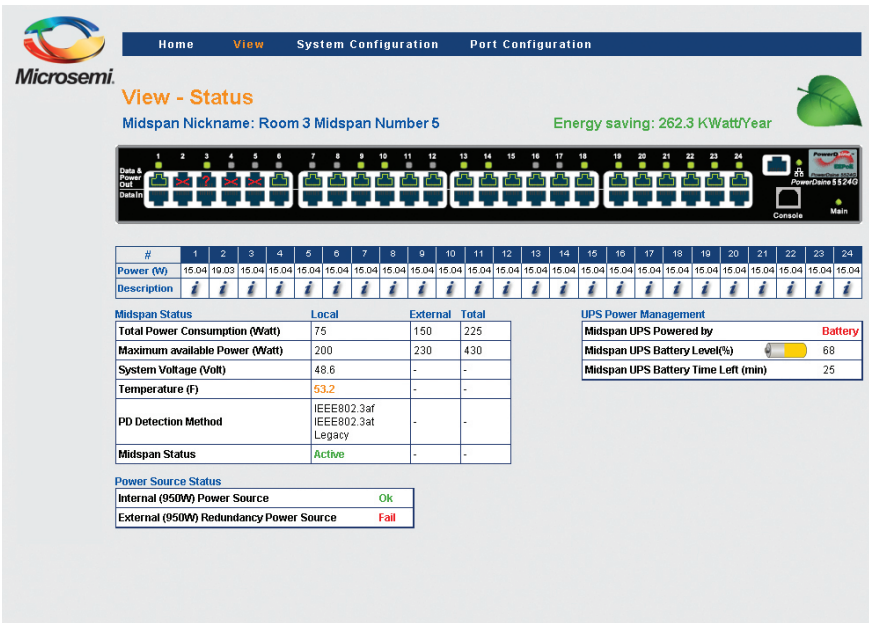 Microsemi.
Home View System Configuration Port Configuration
View - Status
Midspan Nickname: Room 3 Midspan Number 5 Energy saving: 262.3 KWatt/Year
1 2 3 4 5 6 7 8 9 10 11 12 13 14 15 16 17 18 19 20 21 22 23 24
Data &
Power
Out
Data In
?
PowerDsine 5524G
Console Main
# 1 2 3 4 5 6 7 8 9 10 11 12 13 14 15 16 17 18 19 20 21 22 23 24
Power (W) 15.04 19.03 15.04 15.04 15.04 15.04 15.04 15.04 15.04 15.04 15.04 15.04 15.04 15.04 15.04 15.04 15.04 15.04 15.04 15.04 15.04 15.04 15.04 15.04
Description i i i i i i i i i i i i i i i i i i i i i i i i
Midspan Status Local External Total
Total Power Consumption (Watt) 75 150 225
Maximum available Power (Watt) 200 230 430
System Voltage (Volt) 48.6 - -
Temperature (F) 53.2 - -
PD Detection Method IEEE802.3af
IEEE802.3at
Legacy - -
Midspan Status Active - -
UPS Power Management
Midspan UPS Powered by Battery
Midspan UPS Battery Level(%) 68
Midspan UPS Battery Time Left (min) 25
Power Source Status
Internal (950W) Power Source Ok
External (950W) Redundancy Power Source Fail